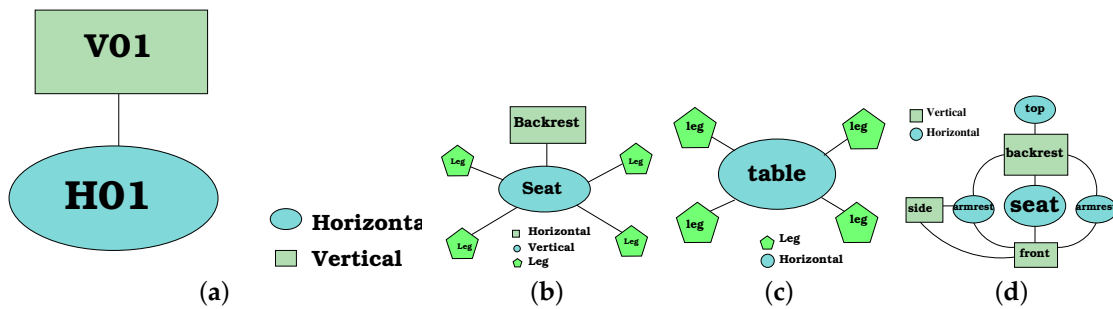 V01
H01
Horizonta
Vertical
(a)
Backrest
Leg
Leg
Seat
Leg
Leg
Horizontal
Vertical
Leg
(b)
leg
leg
table
leg
leg
Leg
Horizontal
(c)
Vertical
Horizontal
top
backrest
side
armrest
seat
armrest
front
(d)